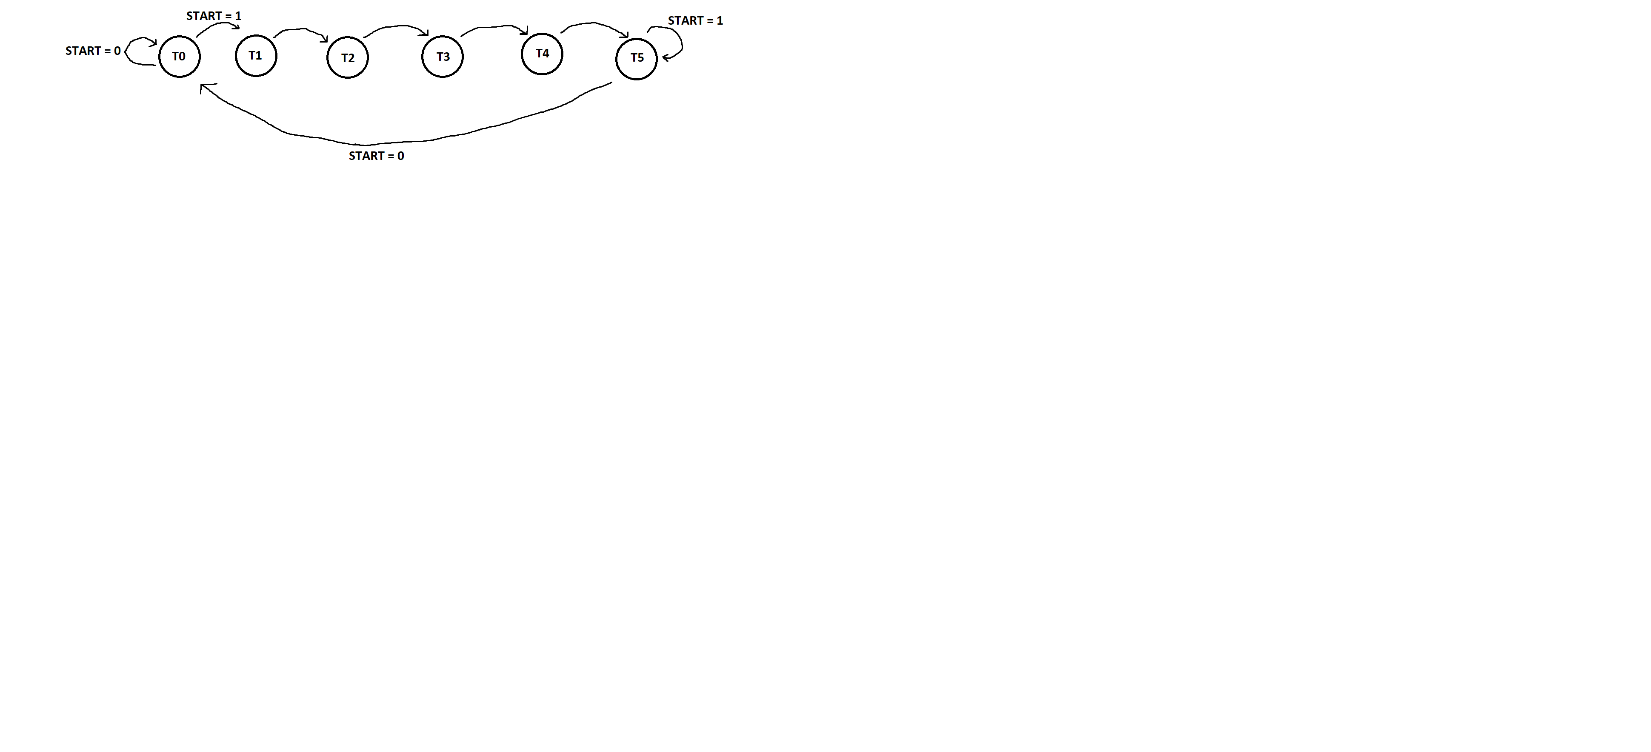 START = 1
START = 1
START = 0
T0
T1
T2
T3
T4
T5
START = 0